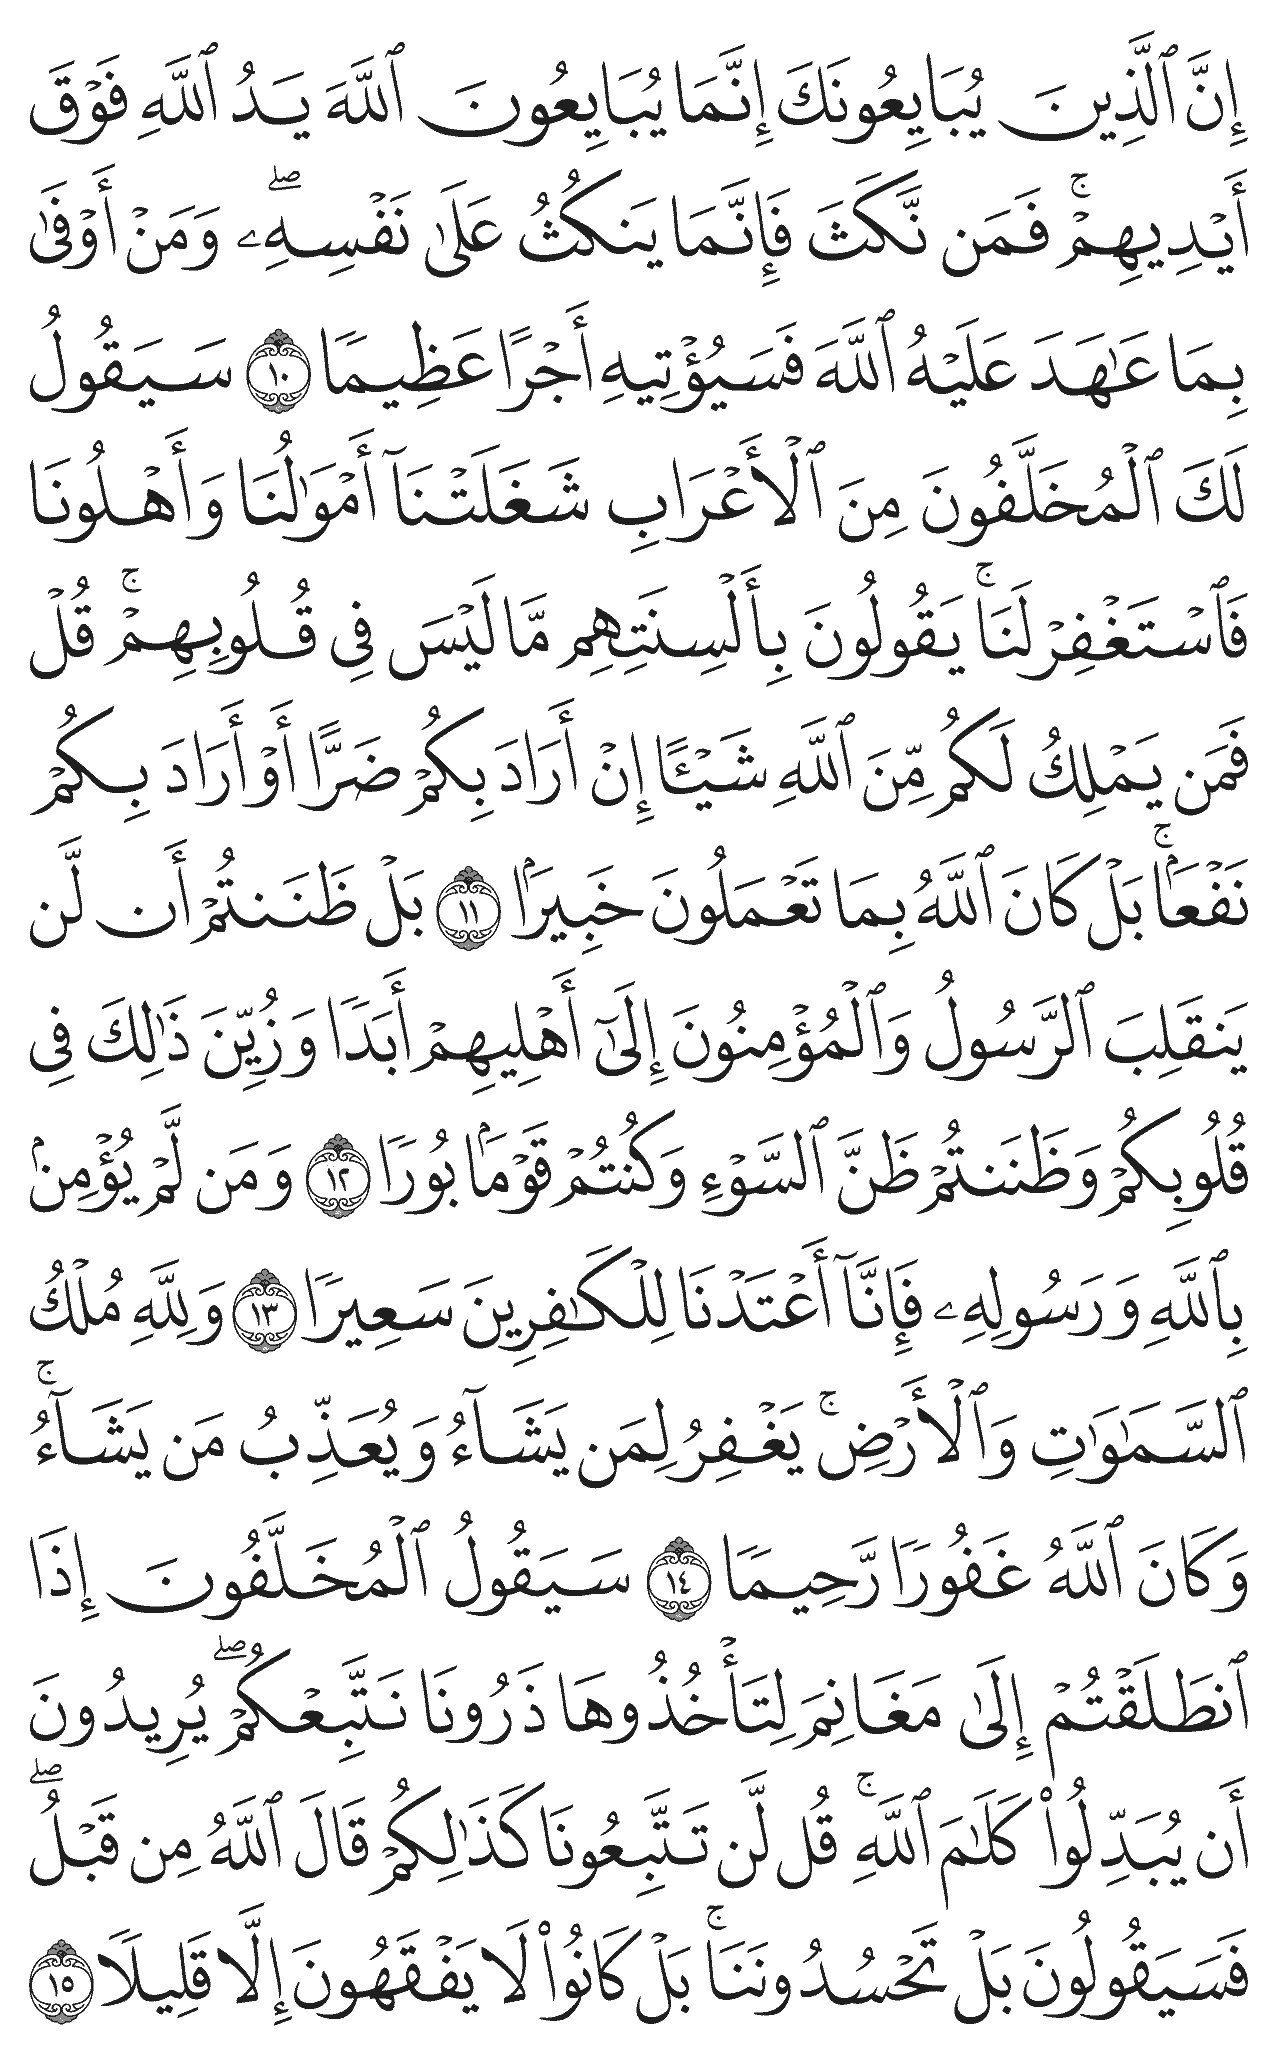 إِنَّ ٱلَّذِينَ يُبَايِعُونَكَ إِنَّمَا يُبَايِعُونَ ٱللَّهَ يَدُ ٱللَّهِ فَوۡقَ
أَيۡدِيهِمۡۚ فَمَن نَّكَثَ فَإِنَّمَا يَنكُثُ عَلَىٰ نَفۡسِهِۦۖ وَمَنۡ أَوۡفَىٰ
بِمَا عَٰهَدَ عَلَيۡهُ ٱللَّهَ فَسَيُؤۡتِيهِ أَجۡرًا عَظِيمٗا ١٠ سَيَقُولُ
لَكَ ٱلۡمُخَلَّفُونَ مِنَ ٱلۡأَعۡرَابِ شَغَلَتۡنَآ أَمۡوَٰلُنَا وَأَهۡلُونَا
فَٱسۡتَغۡفِرۡ لَنَاۚ يَقُولُونَ بِأَلۡسِنَتِهِم مَّا لَيۡسَ فِي قُلُوبِهِمۡۚ قُلۡ
فَمَن يَمۡلِكُ لَكُم مِّنَ ٱللَّهِ شَيۡـًٔا إِنۡ أَرَادَ بِكُمۡ ضَرًّا أَوۡ أَرَادَ بِكُمۡ
نَفۡعَۢاۚ بَلۡ كَانَ ٱللَّهُ بِمَا تَعۡمَلُونَ خَبِيرَۢا ١١ بَلۡ ظَنَنتُمۡ أَن لَّن
يَنقَلِبَ ٱلرَّسُولُ وَٱلۡمُؤۡمِنُونَ إِلَىٰٓ أَهۡلِيهِمۡ أَبَدٗا وَزُيِّنَ ذَٰلِكَ فِي
قُلُوبِكُمۡ وَظَنَنتُمۡ ظَنَّ ٱلسَّوۡءِ وَكُنتُمۡ قَوۡمَۢا بُورٗا ١٢ وَمَن لَّمۡ يُؤۡمِنۢ
بِٱللَّهِ وَرَسُولِهِۦ فَإِنَّآ أَعۡتَدۡنَا لِلۡكَٰفِرِينَ سَعِيرٗا ١٣ وَلِلَّهِ مُلۡكُ
ٱلسَّمَٰوَٰتِ وَٱلۡأَرۡضِۚ يَغۡفِرُ لِمَن يَشَآءُ وَيُعَذِّبُ مَن يَشَآءُۚ
وَكَانَ ٱللَّهُ غَفُورٗا رَّحِيمٗا ١٤ سَيَقُولُ ٱلۡمُخَلَّفُونَ إِذَا
ٱنطَلَقۡتُمۡ إِلَىٰ مَغَانِمَ لِتَأۡخُذُوهَا ذَرُونَا نَتَّبِعۡكُمۡۖ يُرِيدُونَ
أَن يُبَدِّلُواْ كَلَٰمَ ٱللَّهِۚ قُل لَّن تَتَّبِعُونَا كَذَٰلِكُمۡ قَالَ ٱللَّهُ مِن قَبۡلُۖ
فَسَيَقُولُونَ بَلۡ تَحۡسُدُونَنَاۚ بَلۡ كَانُواْ لَا يَفۡقَهُونَ إِلَّا قَلِيلٗا ١٥